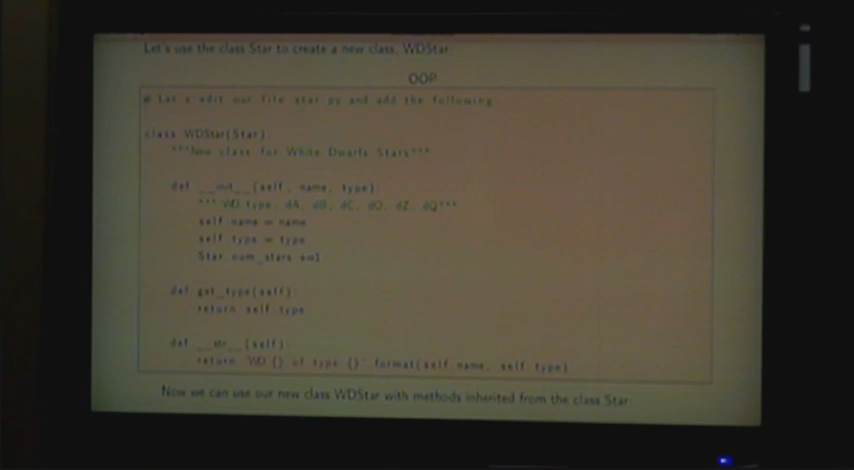 Let's use the class Star to create a new class, WDStar:
OOP
# Let's edit our file star.py and add the following
class WDStar(Star):
"""New class for White Dwarfs Stars"""
def __init__(self, name, type):
""" WD type: dA, dB, dC, dO, dZ, dQ"""
self.name = name
self.type = type
Star.num_stars +=1
def get_type(self):
return self.type
def __str__(self):
return "WD {} of type {}".format(self.name, self.type)
Now we can use our new class WDStar with methods inherited from the class Star: